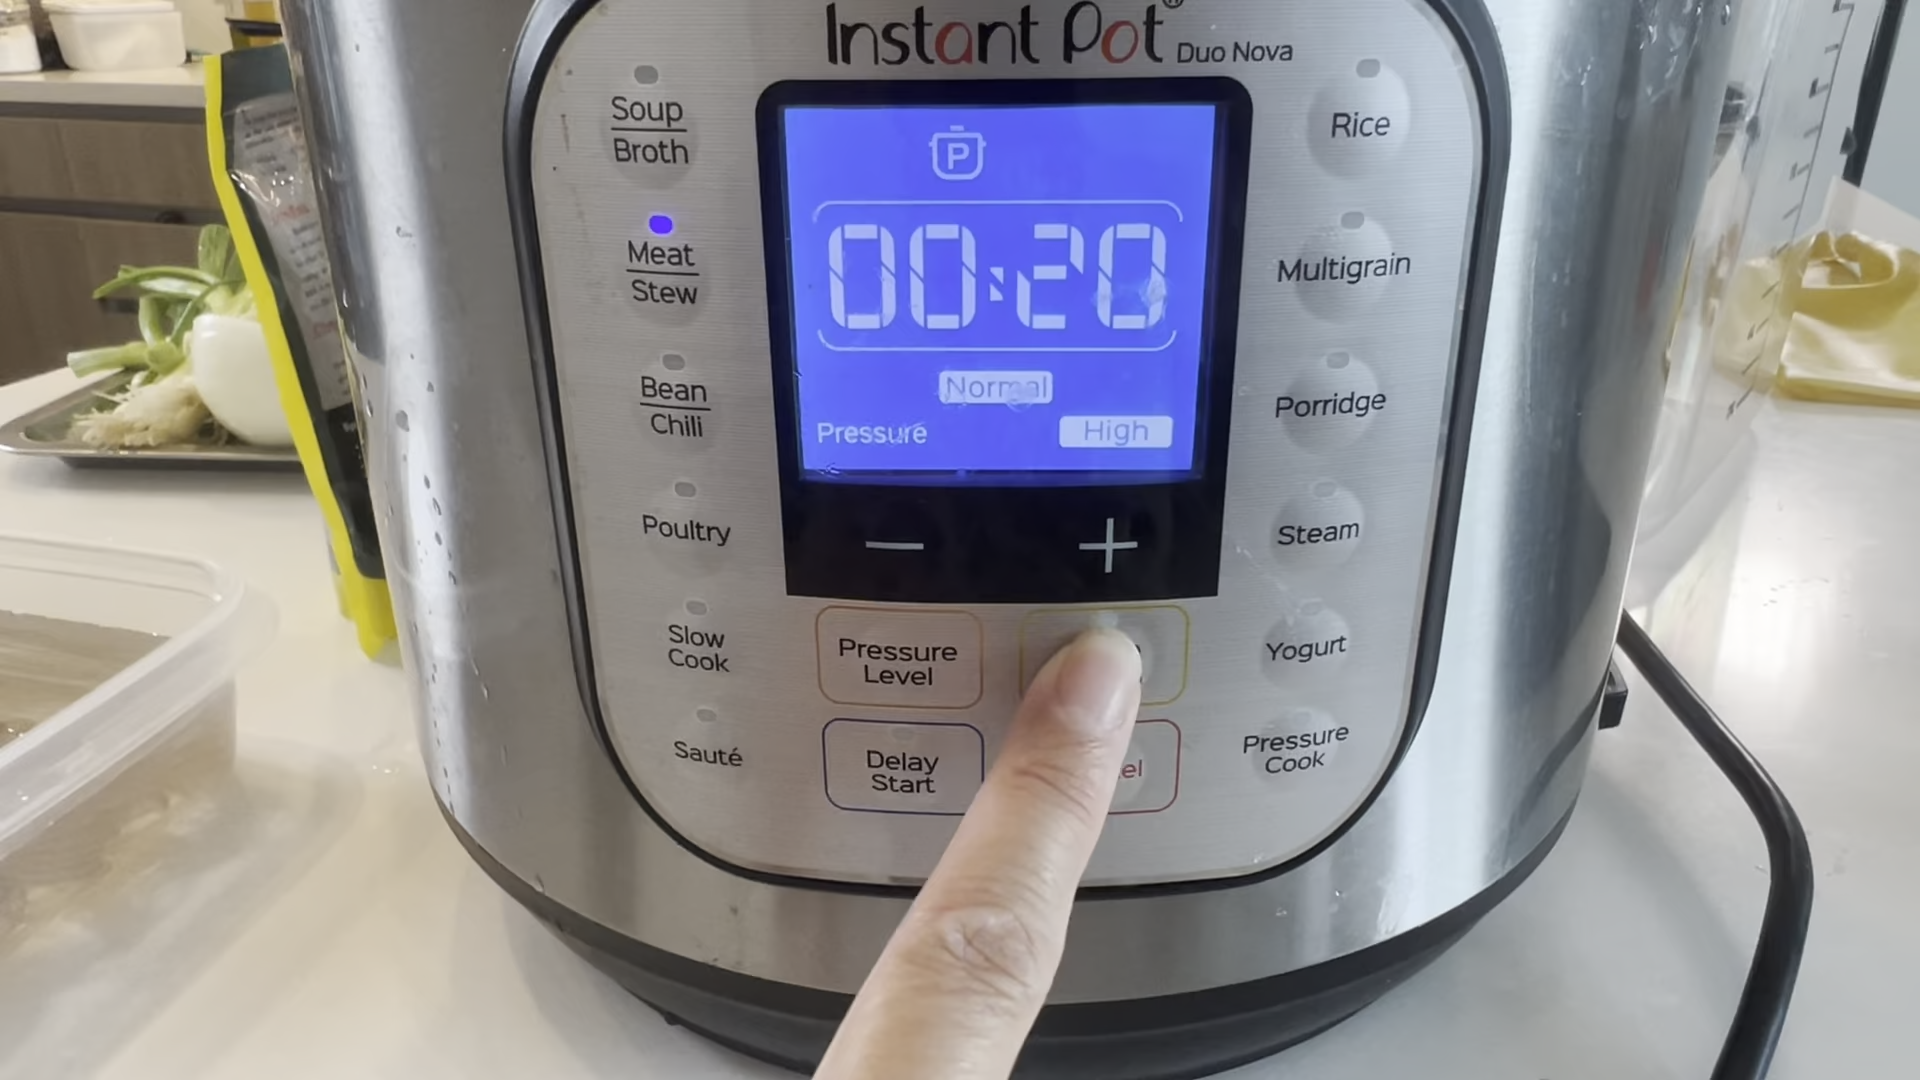 Instant Pot® Duo Nova
Soup
Broth
Meat
Stew
Bean
Chili
Poultry
Slow
Cook
Sauté
P
00:20
Normal
Pressure High
− +
Pressure
Level
Delay
Start
Rice
Multigrain
Porridge
Steam
Yogurt
Pressure
Cook